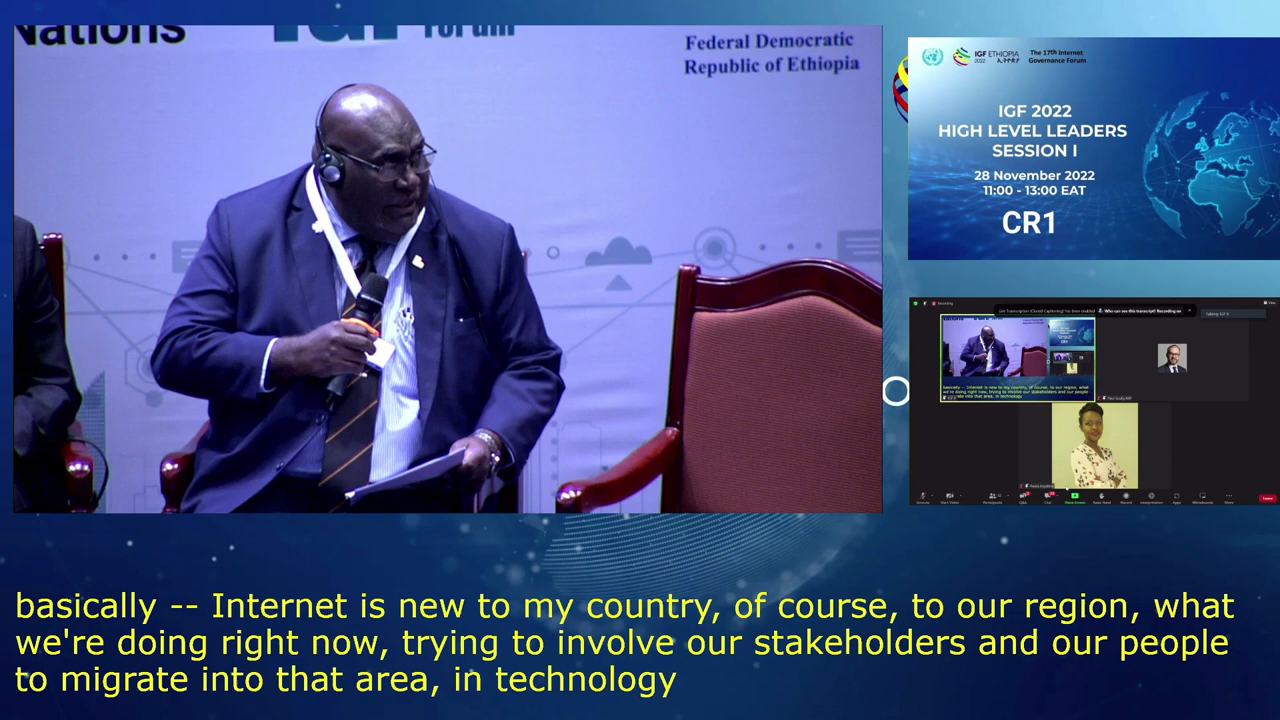 Nations
IGF
Forum
Federal Democratic
Republic of Ethiopia
IGF ETHIOPIA
2022 ኢትዮጵያ
The 17th Internet
Governance Forum
IGF 2022
HIGH LEVEL LEADERS
SESSION I
28 November 2022
11:00 - 13:00 EAT
CR1
Recording
basically -- Internet is new to my country, of course, to our region, what
we're doing right now, trying to involve our stakeholders and our people
to migrate into that area, in technology